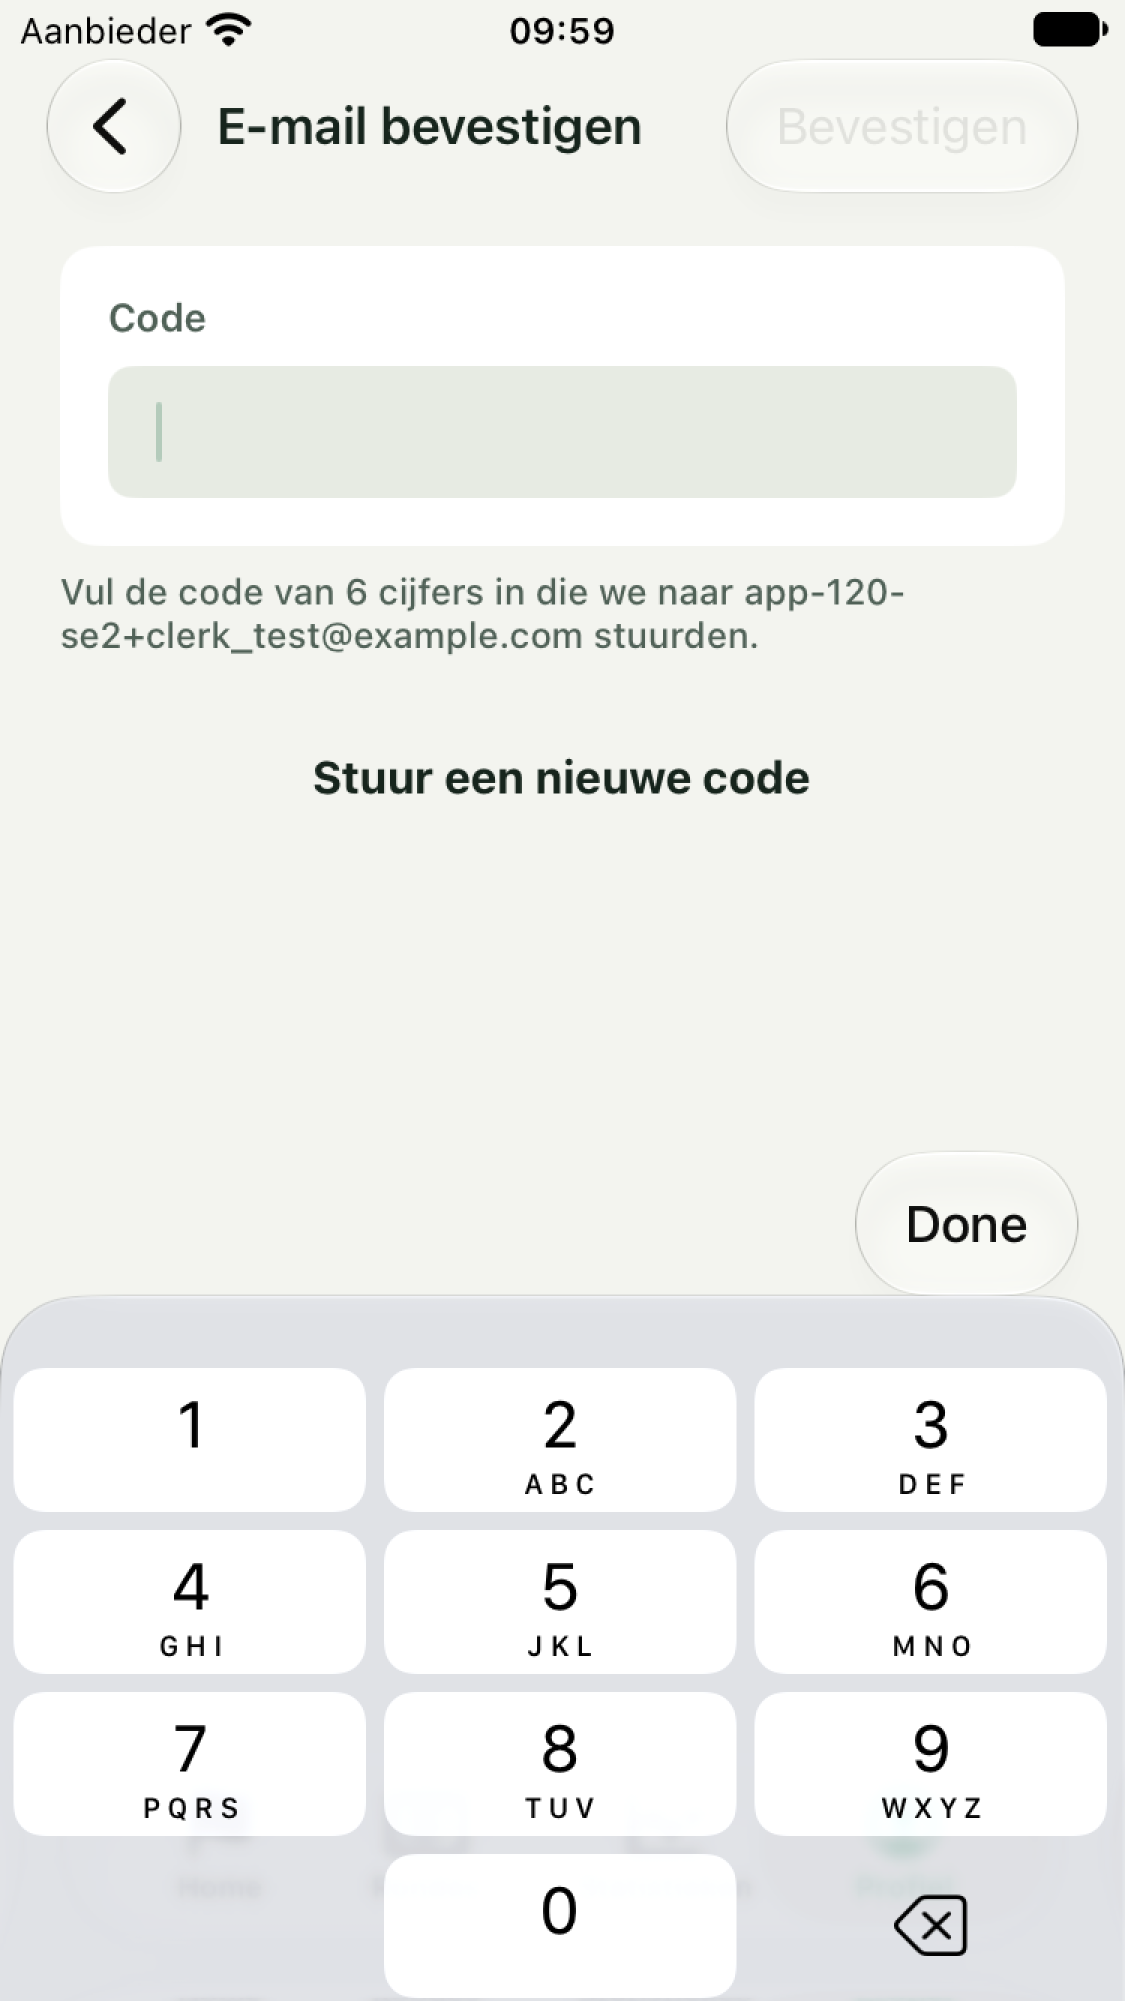 Aanbieder 09:59
E-mail bevestigen
Bevestigen
Code
Vul de code van 6 cijfers in die we naar app-120-
se2+clerk_test@example.com stuurden.
Stuur een nieuwe code
Done
1
2
ABC
3
DEF
4
GHI
5
JKL
6
MNO
7
PQRS
8
TUV
9
WXYZ
Home
0